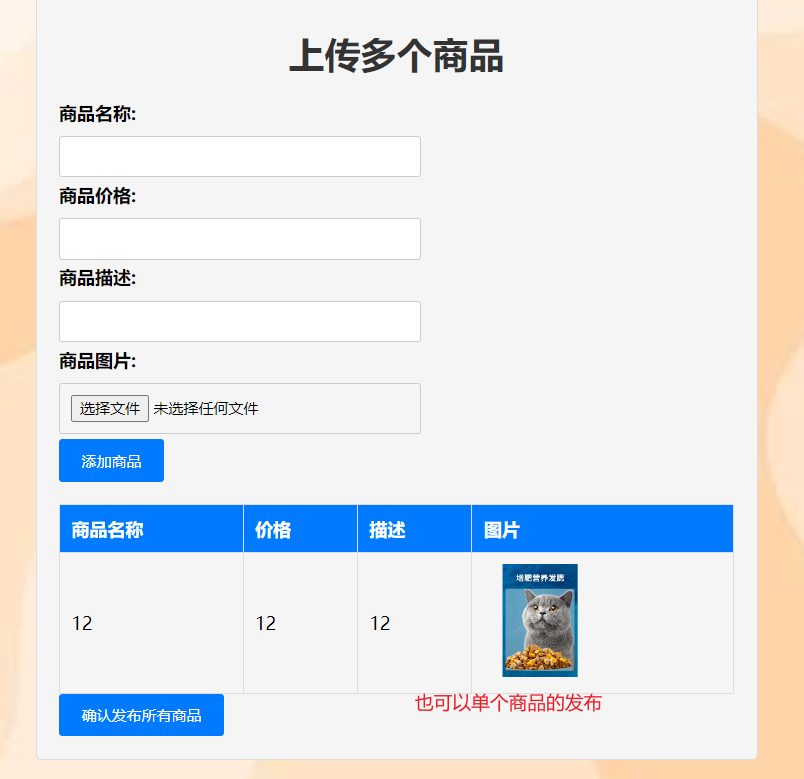 上传多个商品
商品名称:
商品价格:
商品描述:
商品图片:
选择文件 未选择任何文件
添加商品
商品名称 价格 描述 图片
增肥营养发腮
12 12 12
也可以单个商品的发布
确认发布所有商品